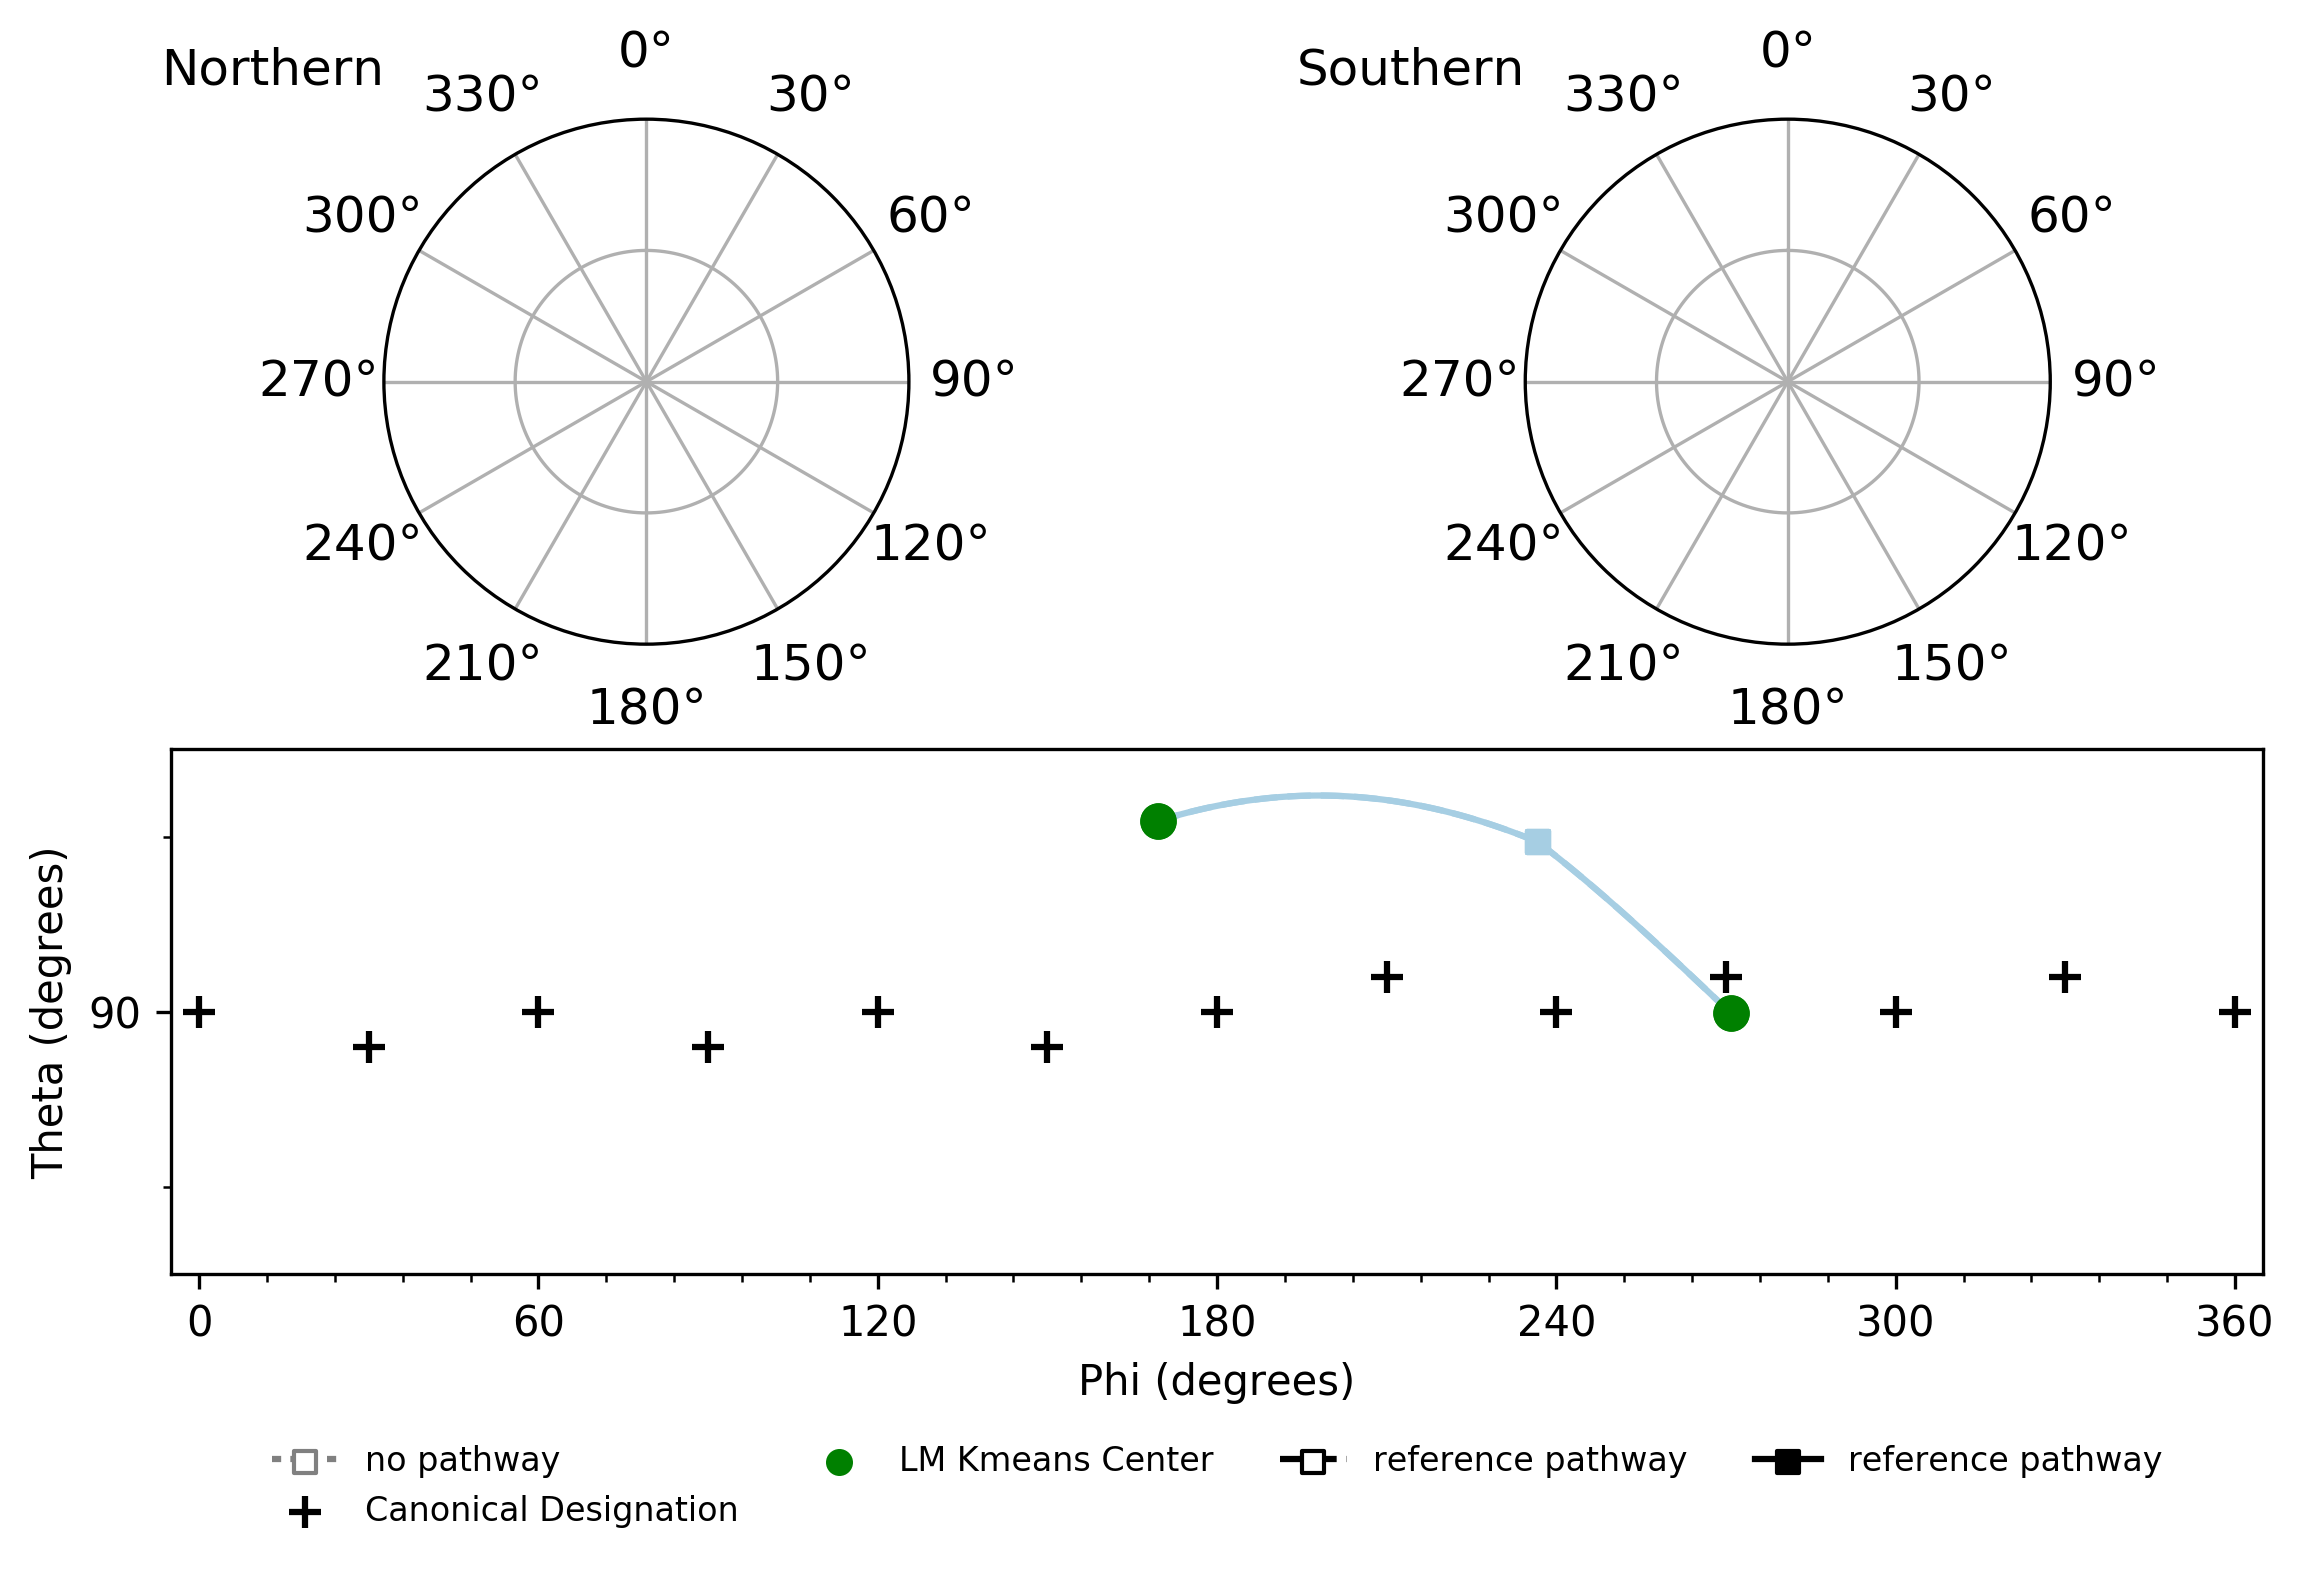 Northern
0°
30°
60°
90°
120°
150°
180°
210°
240°
270°
300°
330°
Southern
0°
30°
60°
90°
120°
150°
180°
210°
240°
270°
300°
330°
Theta (degrees)
90
0 60 120 180 240 300 360
Phi (degrees)
no pathway
Canonical Designation
LM Kmeans Center
reference pathway
reference pathway